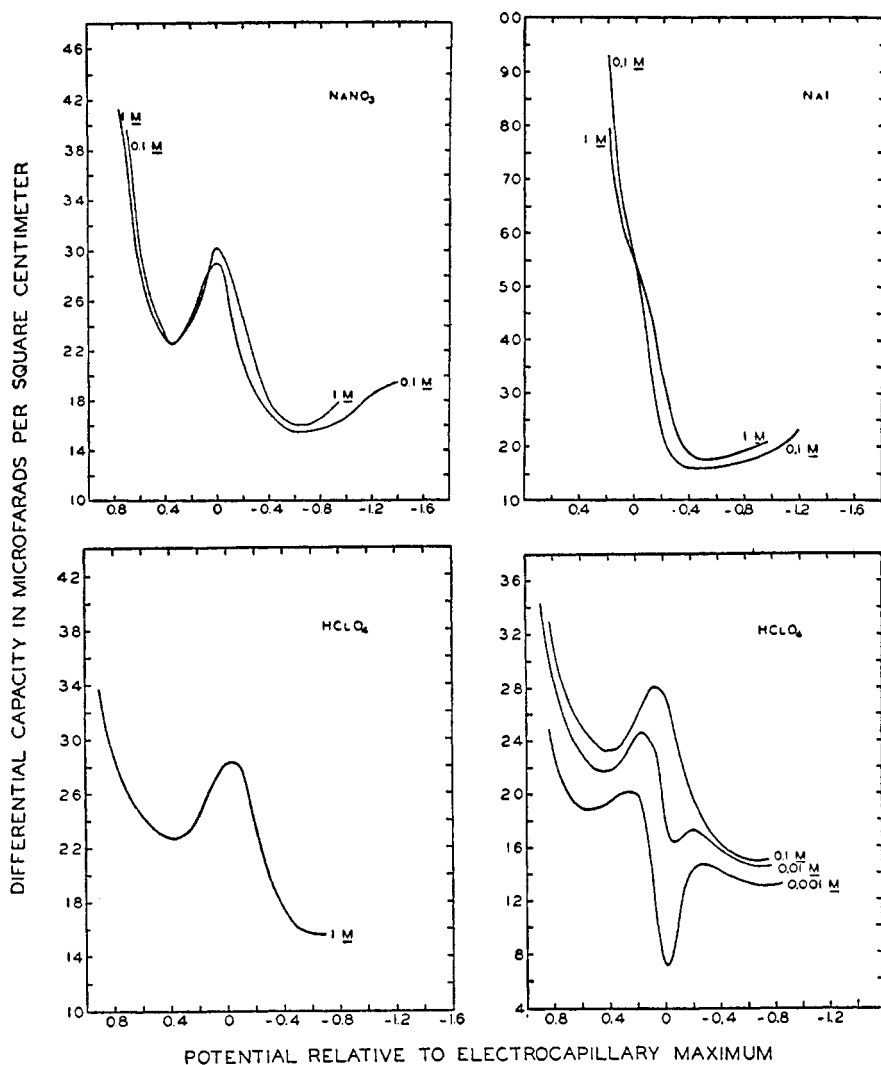 DIFFERENTIAL CAPACITY IN MICROFARADS PER SQUARE CENTIMETER
46
42
38
34
30
26
22
18
14
10
NANO3
1 M
0.1 M
1 M
0.1 M
0.8 0.4 0 -0.4 -0.8 -1.2 -1.6
00
90
80
70
60
50
40
30
20
10
NAI
0.1 M
1 M
1 M
0.1 M
0.4 0 -0.4 -0.8 -1.2
42
38
34
30
26
22
18
14
10
HCLO4
1 M
0.8 0.4 0 -0.4 -0.8 -1.2 -1.6
36
32
28
24
20
16
12
8
4
HCLO4
0.1 M
0.01 M
0.001 M
0.8 0.4 0 -0.4 -0.8 -1.2
POTENTIAL RELATIVE TO ELECTROCAPILLARY MAXIMUM